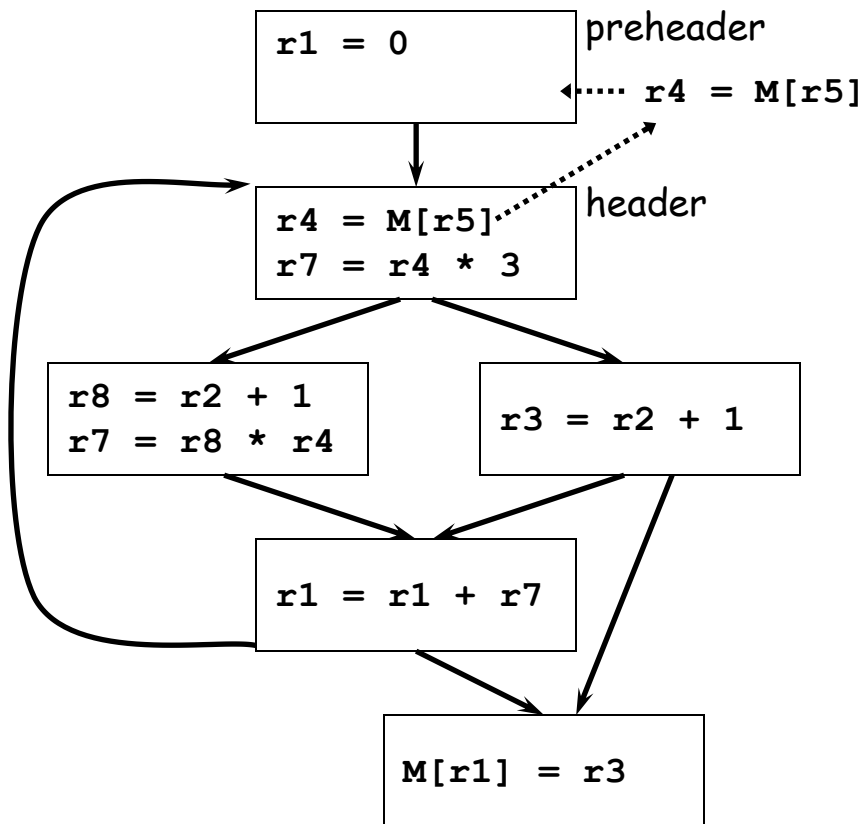 r1 = 0
preheader
r4 = M[r5]
header
r4 = M[r5]
r7 = r4 * 3
r8 = r2 + 1
r7 = r8 * r4
r3 = r2 + 1
r1 = r1 + r7
M[r1] = r3